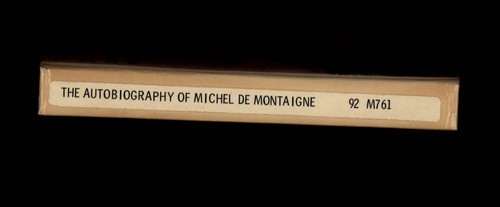 THE AUTOBIOGRAPHY OF MICHEL DE MONTAIGNE 92 M761